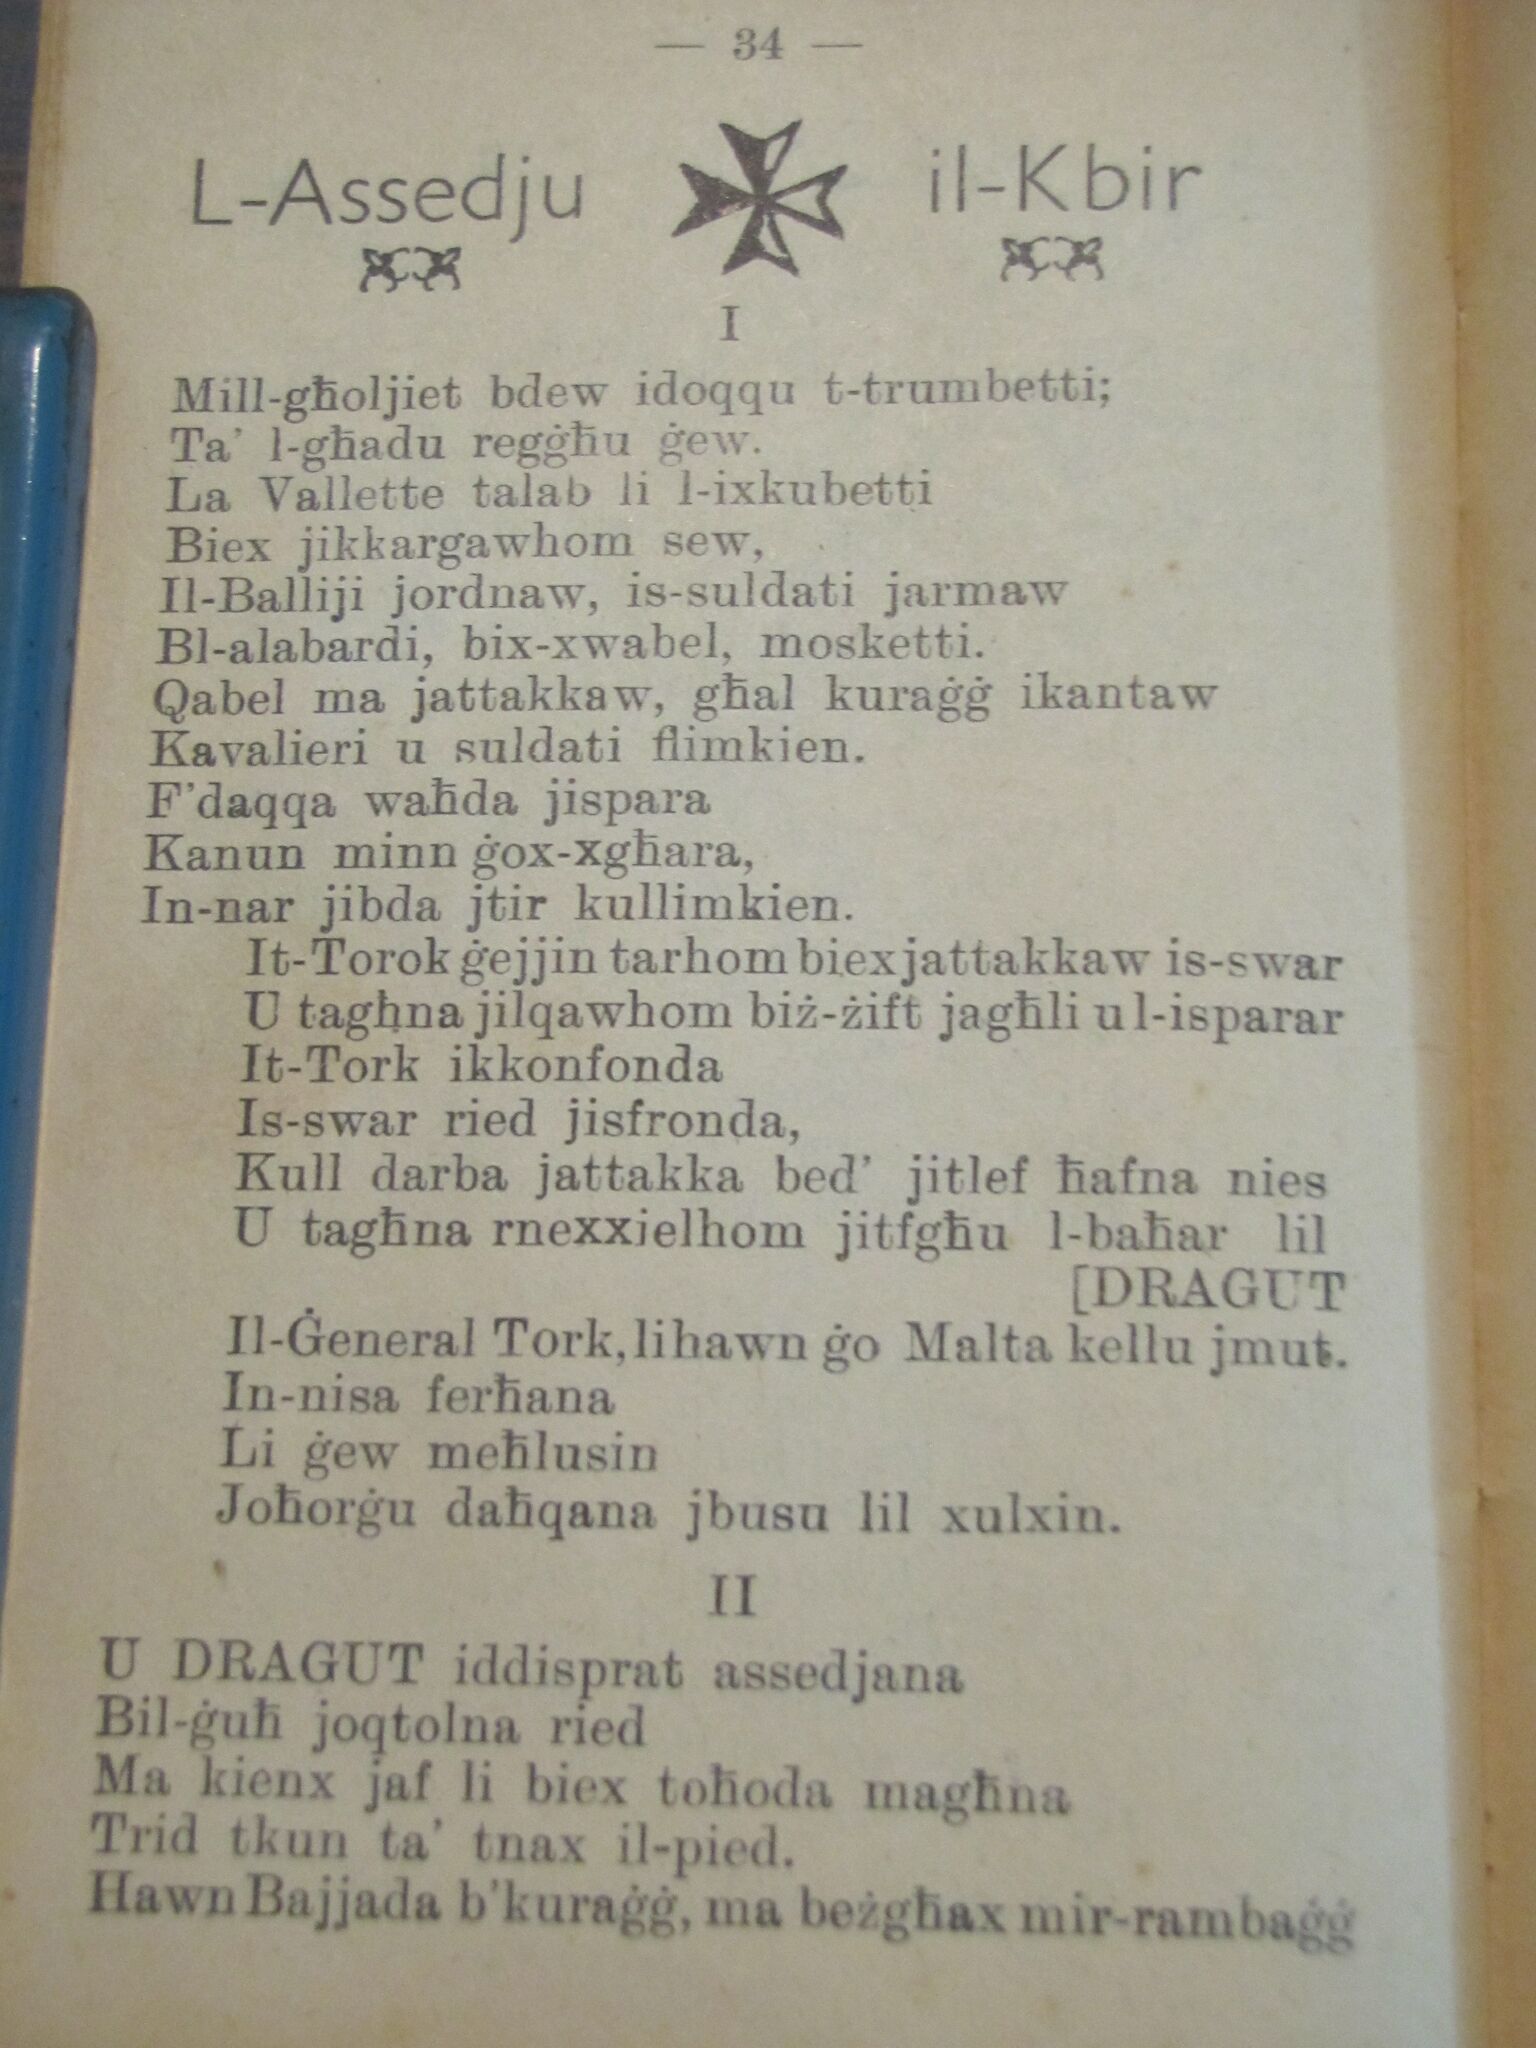 — 34 —
L-Assedju il-Kbir
I
Mill-għoljiet bdew idoqqu t-trumbetti;
Ta' l-għadu reġġħu ġew.
La Vallette talab li l-ixkubetti
Biex jikkargawhom sew,
Il-Balliji jordnaw, is-suldati jarmaw
Bl-alabardi, bix-xwabel, mosketti.
Qabel ma jattakkaw, għal kuraġġ ikantaw
Kavalieri u suldati flimkien.
F'daqqa waħda jispara
Kanun minn ġox-xgħara,
In-nar jibda jtir kullimkien.
It-Torok ġejjin tarhom biex jattakkaw is-swar
U tagħna jilqawhom biż-żift jagħli u l-isparar
It-Tork ikkonfonda
Is-swar ried jisfronda,
Kull darba jattakka bed' jitlef ħafna nies
U tagħna rnexxielhom jitfgħu l-baħar lil
[DRAGUT
Il-Ġeneral Tork, li hawn ġo Malta kellu jmut.
In-nisa ferħana
Li ġew meħlusin
Joħorġu daħqana jbusu lil xulxin.
II
U DRAGUT iddisprat assedjana
Bil-ġuħ joqtolna ried
Ma kienx jaf li biex toħoda magħna
Trid tkun ta' tnax il-pied.
Hawn Bajjada b'kuraġġ, ma beżgħax mir-rambaġġ